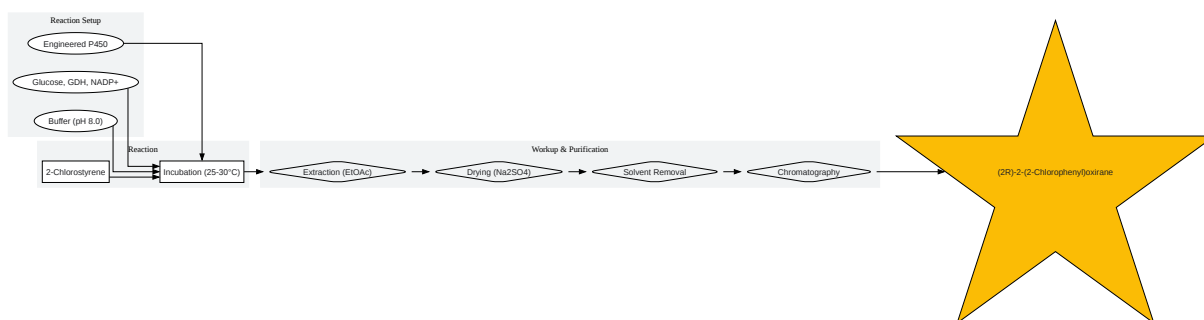 Reaction Setup
Engineered P450
Glucose, GDH, NADP+
Buffer (pH 8.0)
Reaction
2-Chlorostyrene
Incubation (25-30°C)
Workup & Purification
Extraction (EtOAc)
Drying (Na2SO4)
Solvent Removal
Chromatography
(2R)-2-(2-Chlorophenyl)oxirane